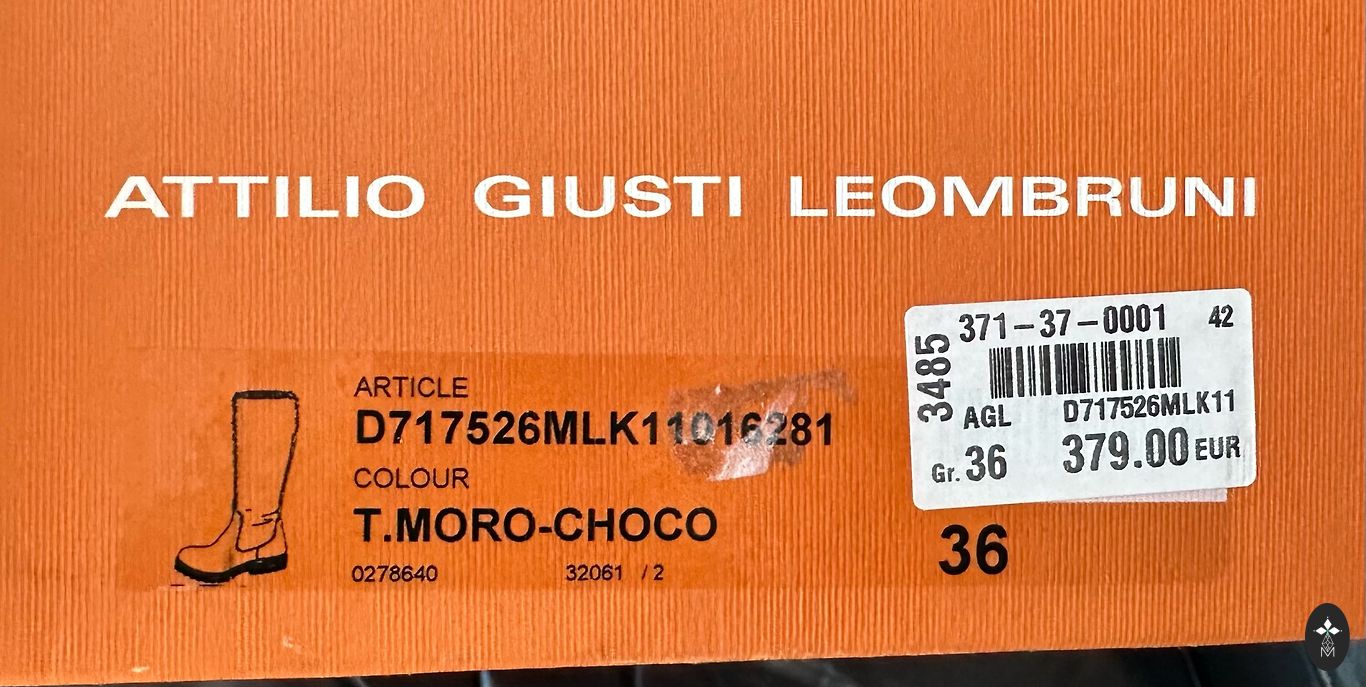 ATTILIO GIUSTI LEOMBRUNI
371-37-0001 42
3485
AGL D717526MLK11
Gr. 36 379.00 EUR
ARTICLE
D717526MLK11016281
COLOUR
T.MORO-CHOCO
0278640 32061 / 2
36
M